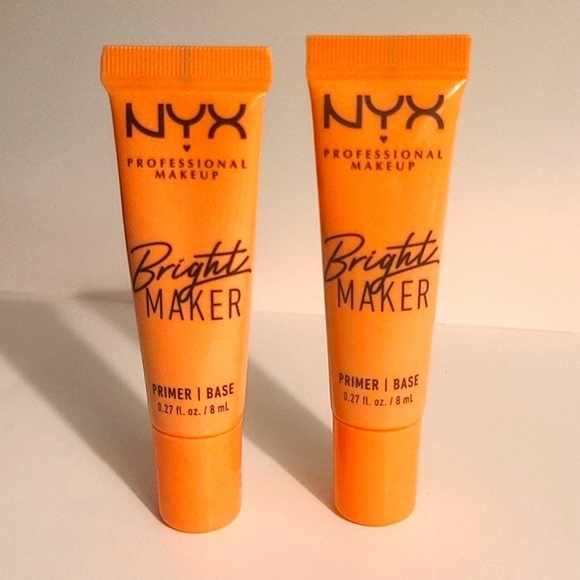 NYX
PROFESSIONAL
MAKEUP
Bright
MAKER
PRIMER | BASE
0.27 fl. oz. / 8 mL
NYX
PROFESSIONAL
MAKEUP
Bright
MAKER
PRIMER | BASE
0.27 fl. oz. / 8 mL